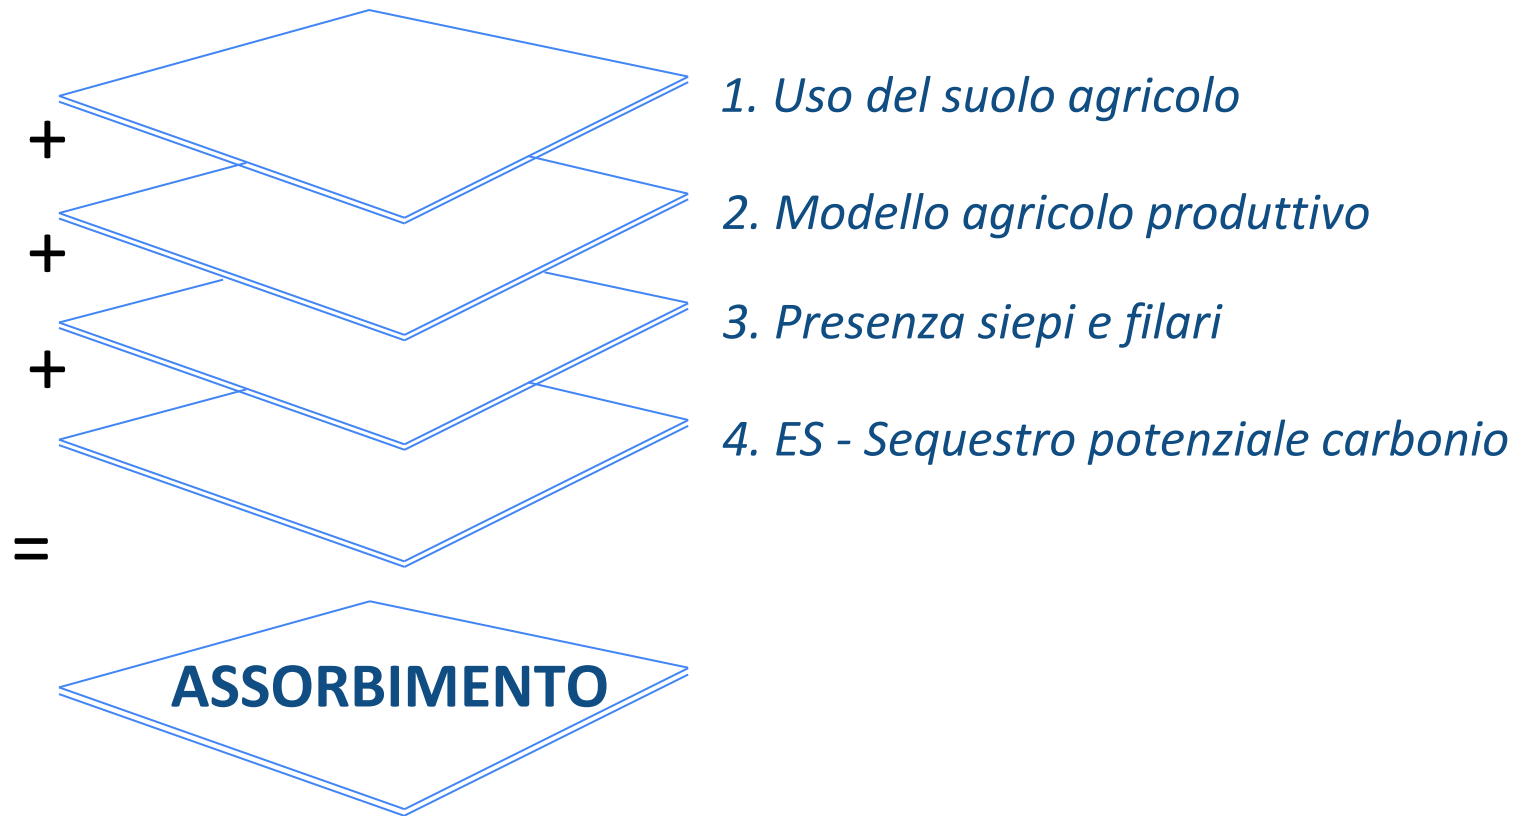 1. Uso del suolo agricolo
+
2. Modello agricolo produttivo
+
3. Presenza siepi e filari
+
4. ES - Sequestro potenziale carbonio
=
ASSORBIMENTO